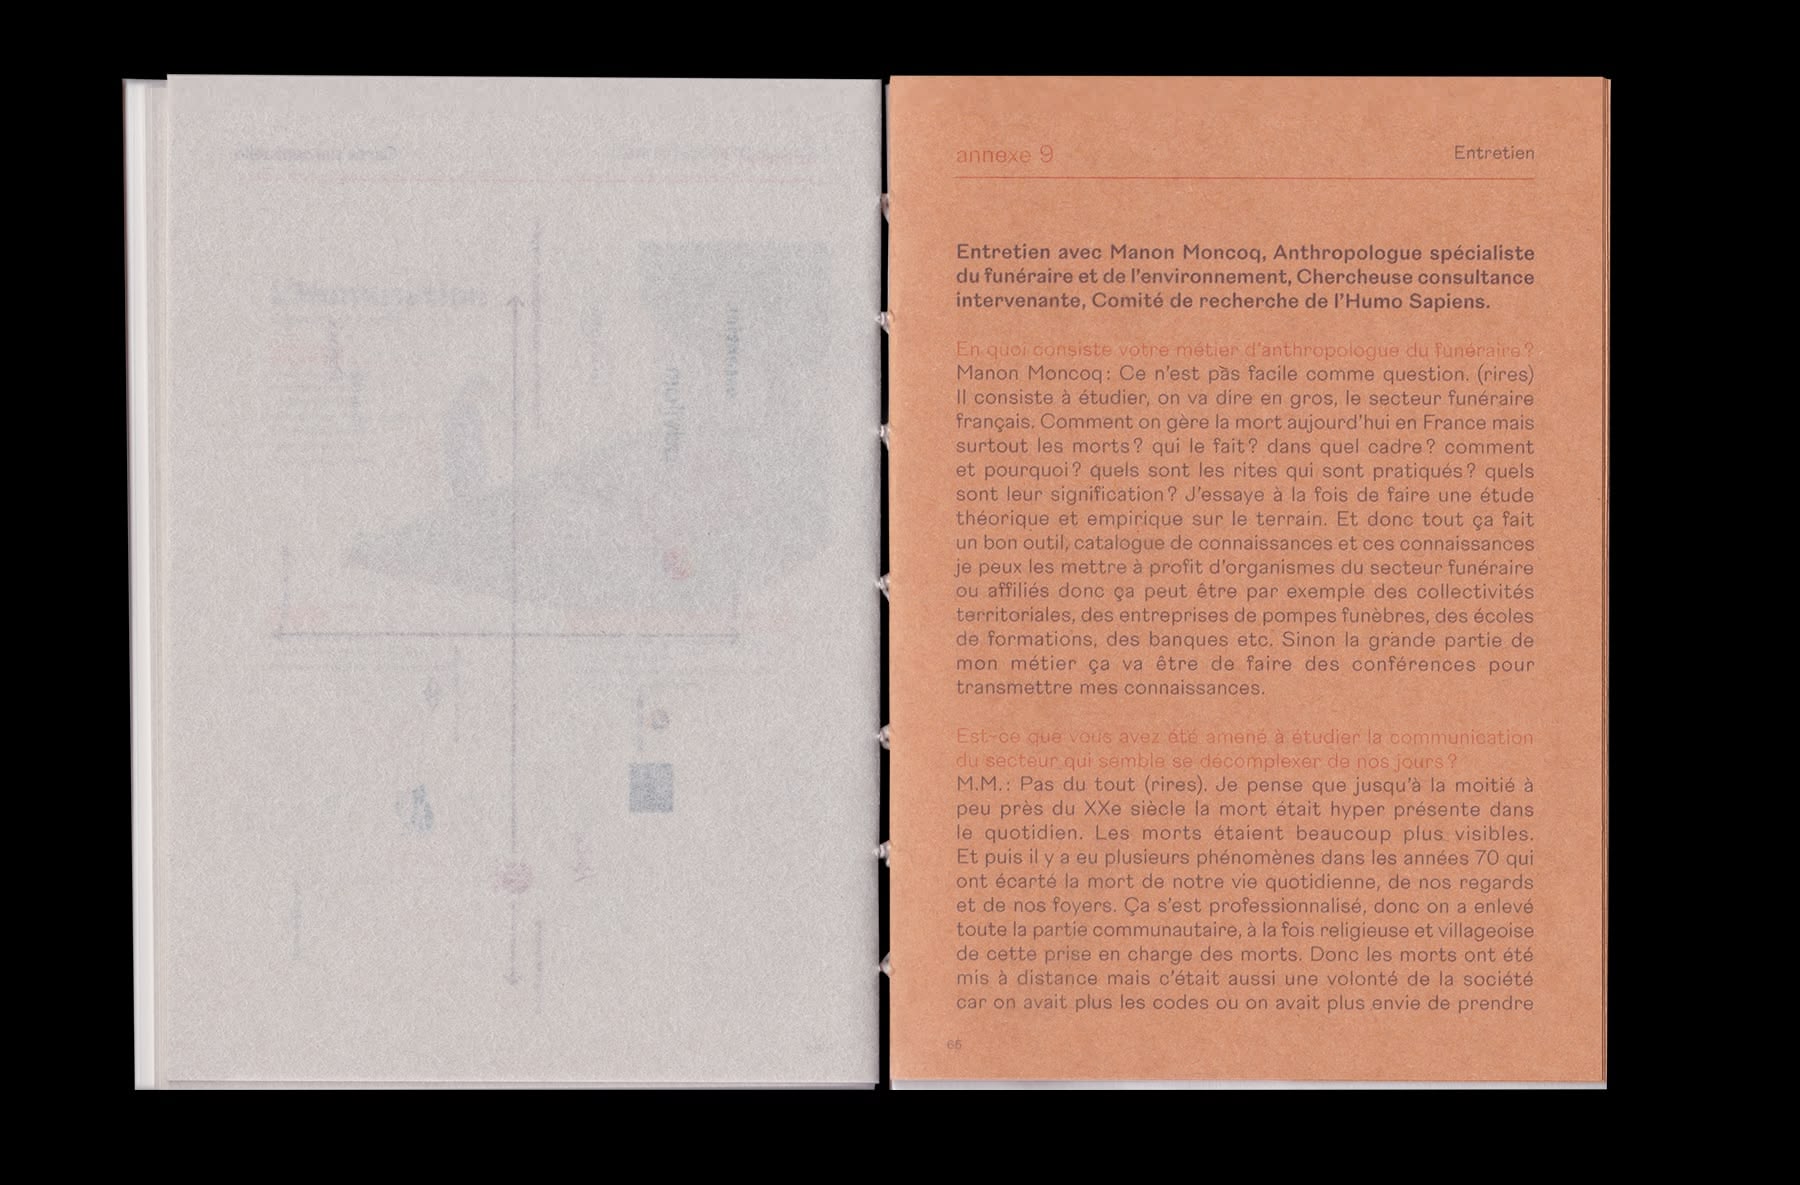 annexe 9
Entretien
Entretien avec Manon Moncoq, Anthropologue spécialiste
du funéraire et de l'environnement, Chercheuse consultance
intervenante, Comité de recherche de l'Humo Sapiens.
En quoi consiste votre métier d'anthropologue du funéraire?
Manon Moncoq: Ce n'est pas facile comme question. (rires)
Il consiste à étudier, on va dire en gros, le secteur funéraire
français. Comment on gère la mort aujourd'hui en France mais
surtout les morts? qui le fait? dans quel cadre? comment
et pourquoi? quels sont les rites qui sont pratiqués? quels
sont leur signification? J'essaye à la fois de faire une étude
théorique et empirique sur le terrain. Et donc tout ça fait
un bon outil, catalogue de connaissances et ces connaissances
je peux les mettre à profit d'organismes du secteur funéraire
ou affiliés donc ça peut être par exemple des collectivités
territoriales, des entreprises de pompes funèbres, des écoles
de formations, des banques etc. Sinon la grande partie de
mon métier ça va être de faire des conférences pour
transmettre mes connaissances.
Est-ce que vous avez été amené à étudier la communication
du secteur qui semble se décomplexer de nos jours?
M.M.: Pas du tout (rires). Je pense que jusqu'à la moitié à
peu près du XXe siècle la mort était hyper présente dans
le quotidien. Les morts étaient beaucoup plus visibles.
Et puis il y a eu plusieurs phénomènes dans les années 70 qui
ont écarté la mort de notre vie quotidienne, de nos regards
et de nos foyers. Ça s'est professionnalisé, donc on a enlevé
toute la partie communautaire, à la fois religieuse et villageoise
de cette prise en charge des morts. Donc les morts ont été
mis à distance mais c'était aussi une volonté de la société
car on avait plus les codes ou on avait plus envie de prendre
65